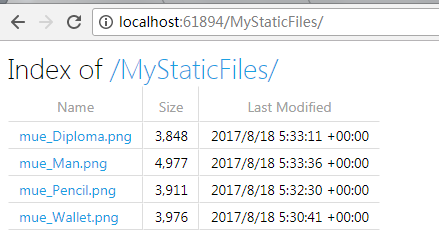 localhost:61894/MyStaticFiles/
Index of /MyStaticFiles/
Name Size Last Modified
mue_Diploma.png 3,848 2017/8/18 5:33:11 +00:00
mue_Man.png 4,977 2017/8/18 5:33:36 +00:00
mue_Pencil.png 3,911 2017/8/18 5:32:30 +00:00
mue_Wallet.png 3,976 2017/8/18 5:30:41 +00:00